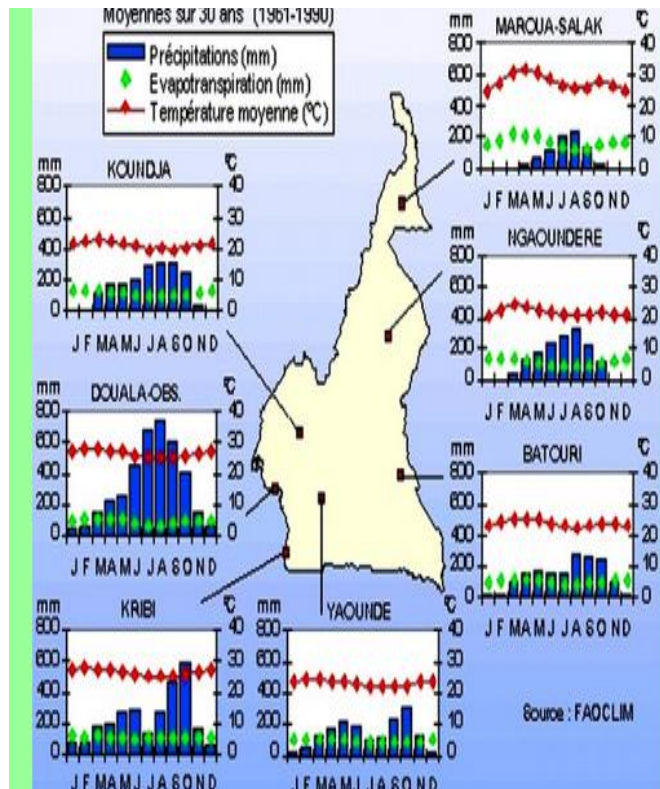 Moyennes sur 30 ans (1961-1990)
Précipitations (mm)
Evapotranspiration (mm)
Température moyenne (°C)
MAROUA-SALAK
mm °C
800 40
600 30
400 20
200 10
0 0
J F M A M J J A S O N D
KOUNDJA
mm °C
800 40
600 30
400 20
200 10
0 0
J F M A M J J A S O N D
NGAOUNDERE
mm °C
800 40
600 30
400 20
200 10
0 0
J F M A M J J A S O N D
DOUALA-OBS.
mm °C
800 40
600 30
400 20
200 10
0 0
J F M A M J J A S O N D
BATOURI
mm °C
800 40
600 30
400 20
200 10
0 0
J F M A M J J A S O N D
KRIBI
mm °C
800 40
600 30
400 20
200 10
0 0
J F M A M J J A S O N D
YAOUNDE
mm °C
800 40
600 30
400 20
200 10
0 0
J F M A M J J A S O N D
Source : FAOCLIM